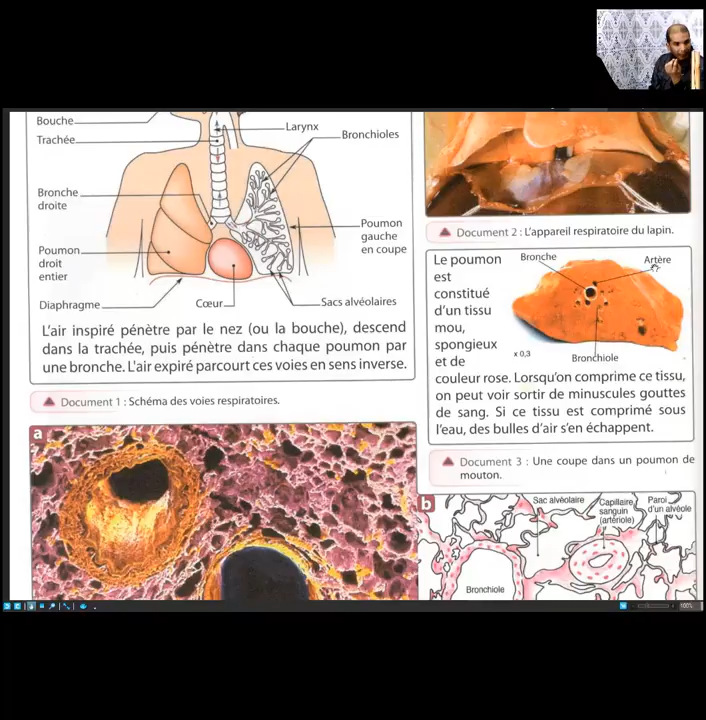 Bouche
Trachée
Larynx
Bronchioles
Bronche
droite
Poumon
gauche
en coupe
Poumon
droit
entier
Diaphragme
Cœur
Sacs alvéolaires
L'air inspiré pénètre par le nez (ou la bouche), descend
dans la trachée, puis pénètre dans chaque poumon par
une bronche. L'air expiré parcourt ces voies en sens inverse.
Document 1 : Schéma des voies respiratoires.
a
Document 2 : L'appareil respiratoire du lapin.
Le poumon
est
constitué
d'un tissu
mou,
spongieux
et de
couleur rose. Lorsqu'on comprime ce tissu,
on peut voir sortir de minuscules gouttes
de sang. Si ce tissu est comprimé sous
l'eau, des bulles d'air s'en échappent.
Bronche
Artère
x 0,3
Bronchiole
Document 3 : Une coupe dans un poumon de
mouton.
b
Sac alvéolaire
Capillaire
sanguin
(artériole)
Paroi
d'un alvéole
Bronchiole
100%